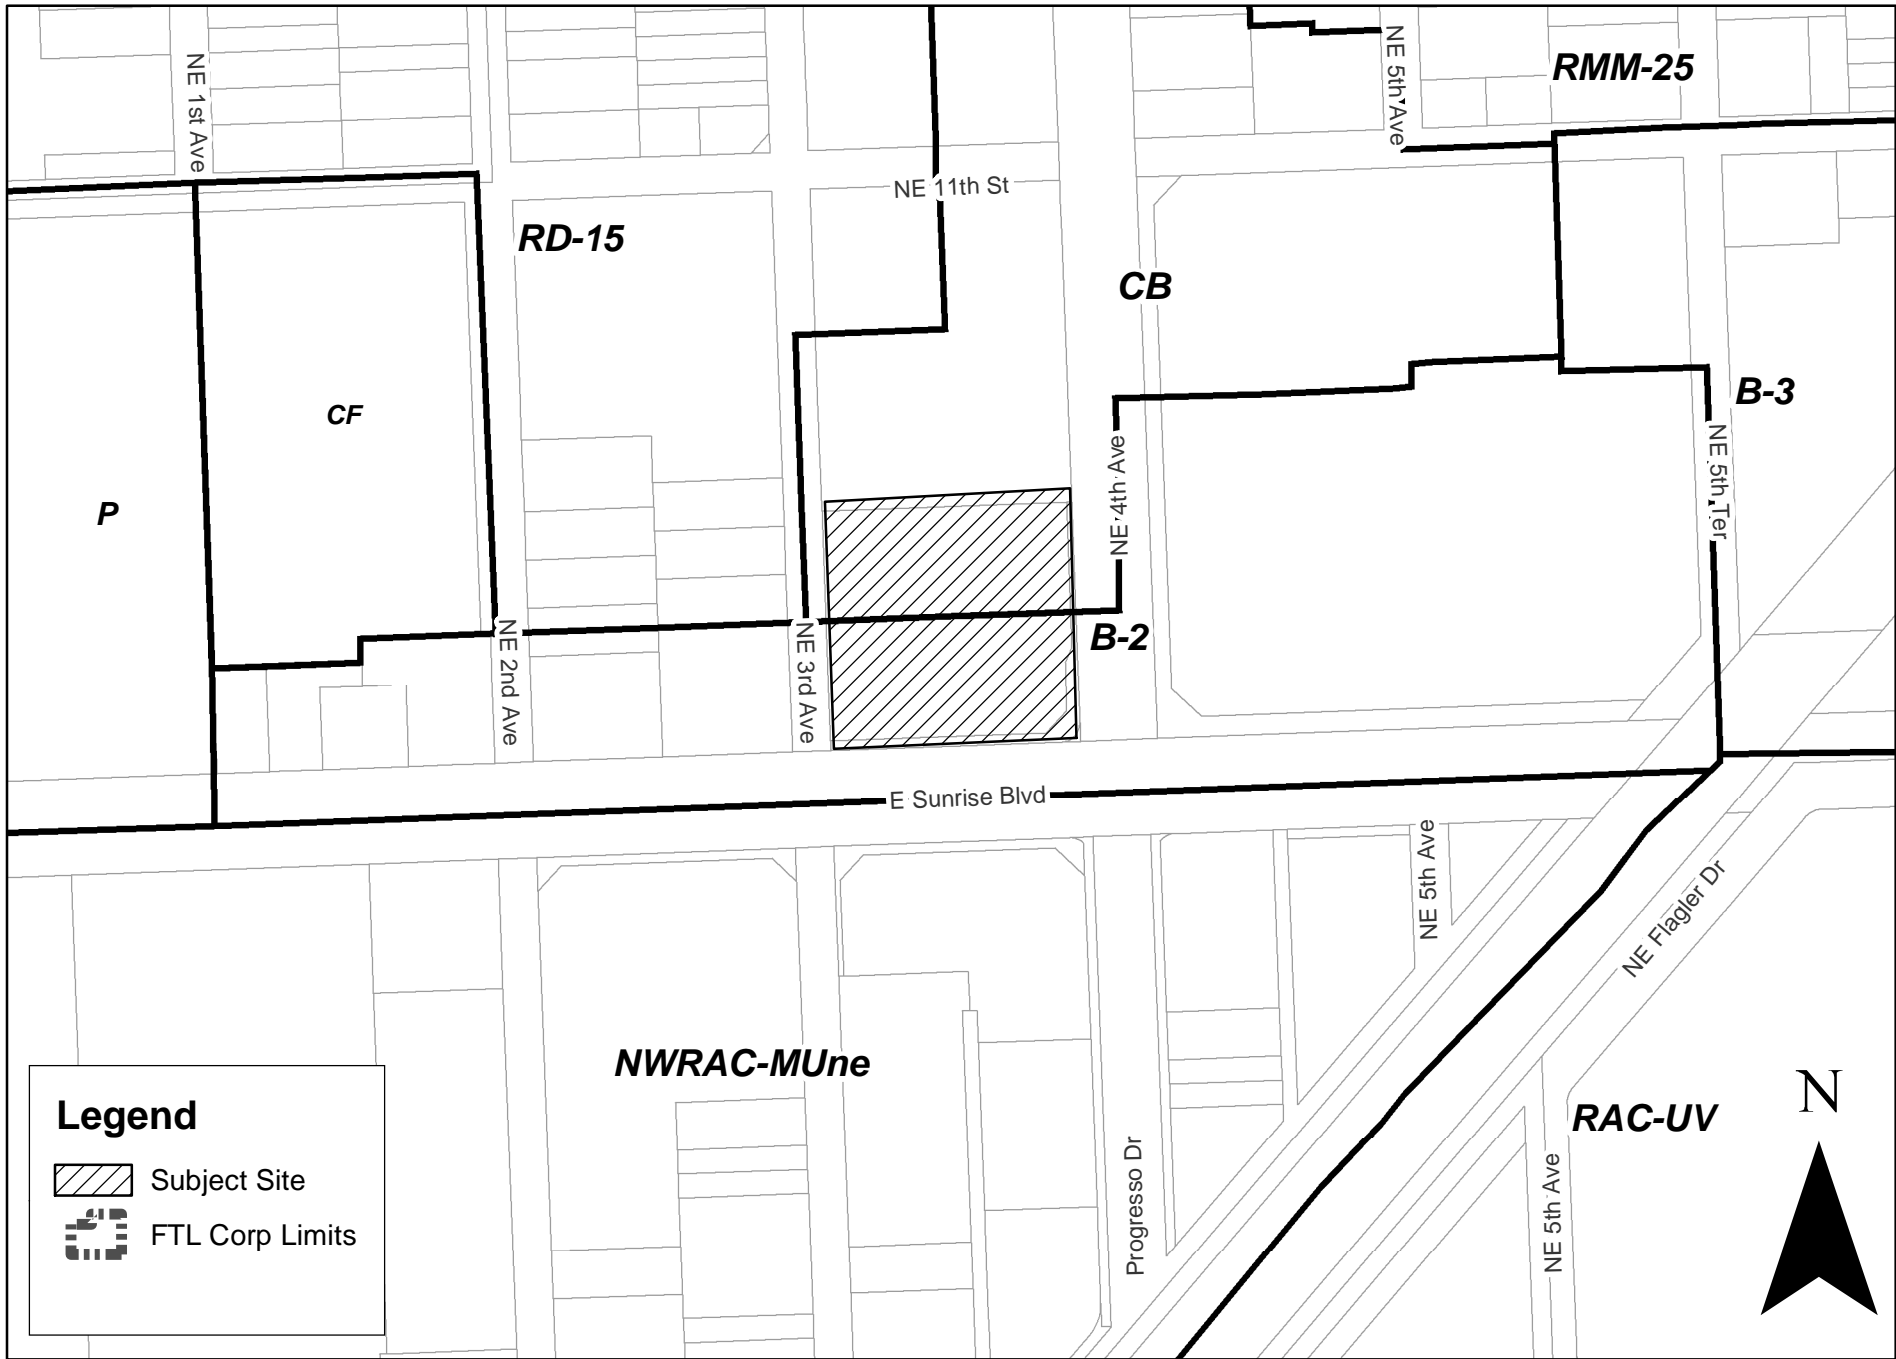 NE 1st Ave
NE 5th Ave
RMM-25
NE 11th St
RD-15
CB
B-3
CF
NE 4th Ave
NE 5th Ter
P
B-2
NE 2nd Ave
NE 3rd Ave
E Sunrise Blvd
NE 5th Ave
NE Flagler Dr
NWRAC-MUne
RAC-UV
N
Progresso Dr
NE 5th Ave
Legend
Subject Site
FTL Corp Limits